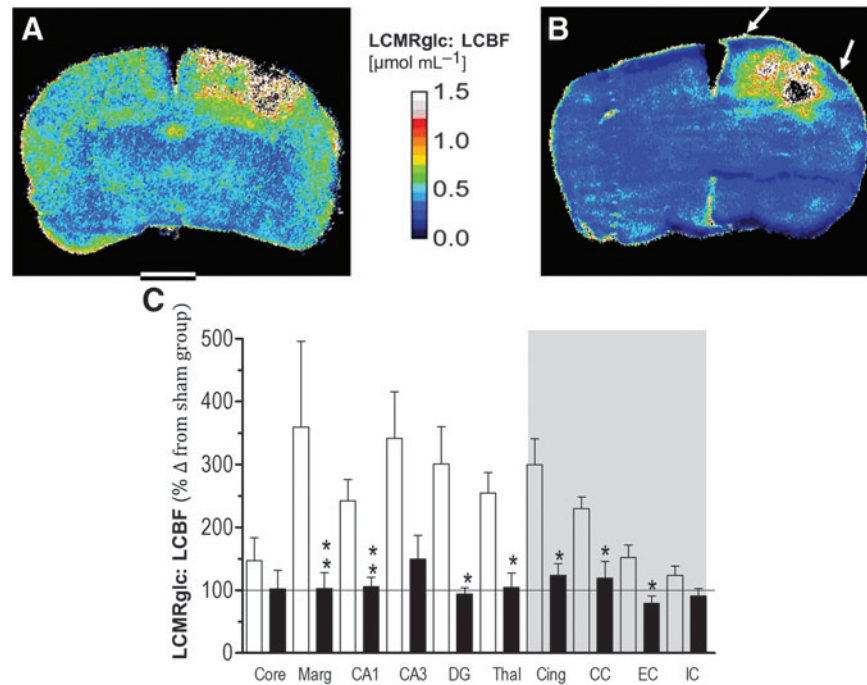 A
LCMRglc: LCBF
[µmol mL–1]
1.5
1.0
0.5
0.0
B
C
LCMRglc: LCBF (% Δ from sham group)
500
400
300
200
100
0
**
**
*
*
*
*
*
Core Marg CA1 CA3 DG Thal Cing CC EC IC